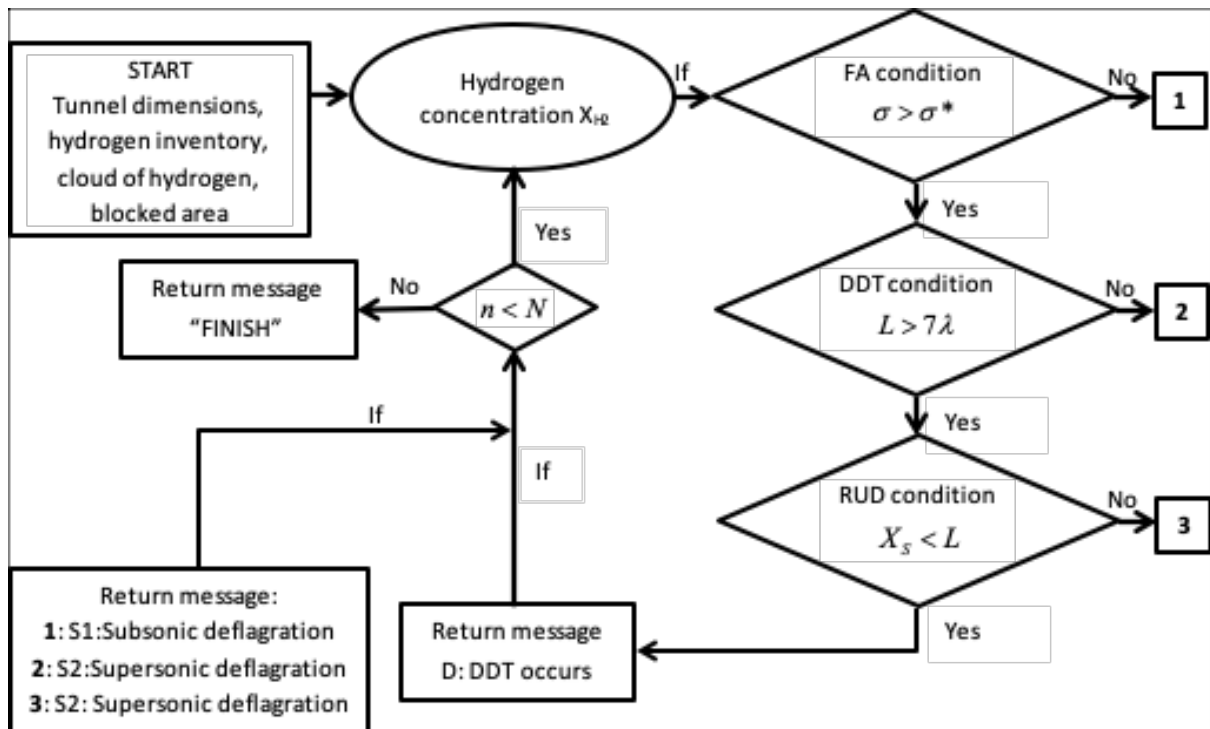 START
Tunnel dimensions,
hydrogen inventory,
cloud of hydrogen,
blocked area
Hydrogen
concentration X_H2
If
FA condition
σ > σ*
No
1
Yes
Yes
Return message
“FINISH”
No
n < N
DDT condition
L > 7λ
No
2
If
If
Yes
RUD condition
X_S < L
No
3
Return message:
1: S1:Subsonic deflagration
2: S2:Supersonic deflagration
3: S2: Supersonic deflagration
Return message
D: DDT occurs
Yes